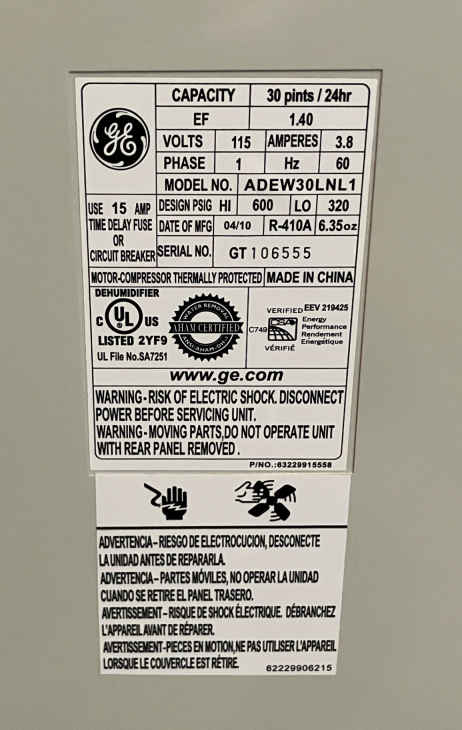 GE
CAPACITY 30 pints / 24hr
EF 1.40
VOLTS 115 AMPERES 3.8
PHASE 1 Hz 60
MODEL NO. ADEW30LNL1
USE 15 AMP TIME DELAY FUSE OR CIRCUIT BREAKER
DESIGN PSIG HI 600 LO 320
DATE OF MFG 04/10 R-410A 6.35oz
SERIAL NO. GT106555
MOTOR-COMPRESSOR THERMALLY PROTECTED MADE IN CHINA
DEHUMIDIFIER
C UL US
LISTED 2YF9
UL File No.SA7251
WATER REMOVAL
AHAM CERTIFIED
C749
VERIFIED EEV 219425
Energy
Performance
Rendement
Énergétique
VÉRIFIÉ
www.ge.com
WARNING - RISK OF ELECTRIC SHOCK. DISCONNECT
POWER BEFORE SERVICING UNIT.
WARNING - MOVING PARTS,DO NOT OPERATE UNIT
WITH REAR PANEL REMOVED .
P/NO.:63229915558
ADVERTENCIA – RIESGO DE ELECTROCUCION, DESCONECTE
LA UNIDAD ANTES DE REPARARLA.
ADVERTENCIA – PARTES MÓVILES, NO OPERAR LA UNIDAD
CUANDO SE RETIRE EL PANEL TRASERO.
AVERTISSEMENT – RISQUE DE SHOCK ÉLECTRIQUE. DÉBRANCHEZ
L'APPAREIL AVANT DE RÉPARER.
AVERTISSEMENT-PIECES EN MOTION,NE PAS UTILISER L'APPAREIL
LORSQUE LE COUVERCLE EST RÉTIRE.
62229906215